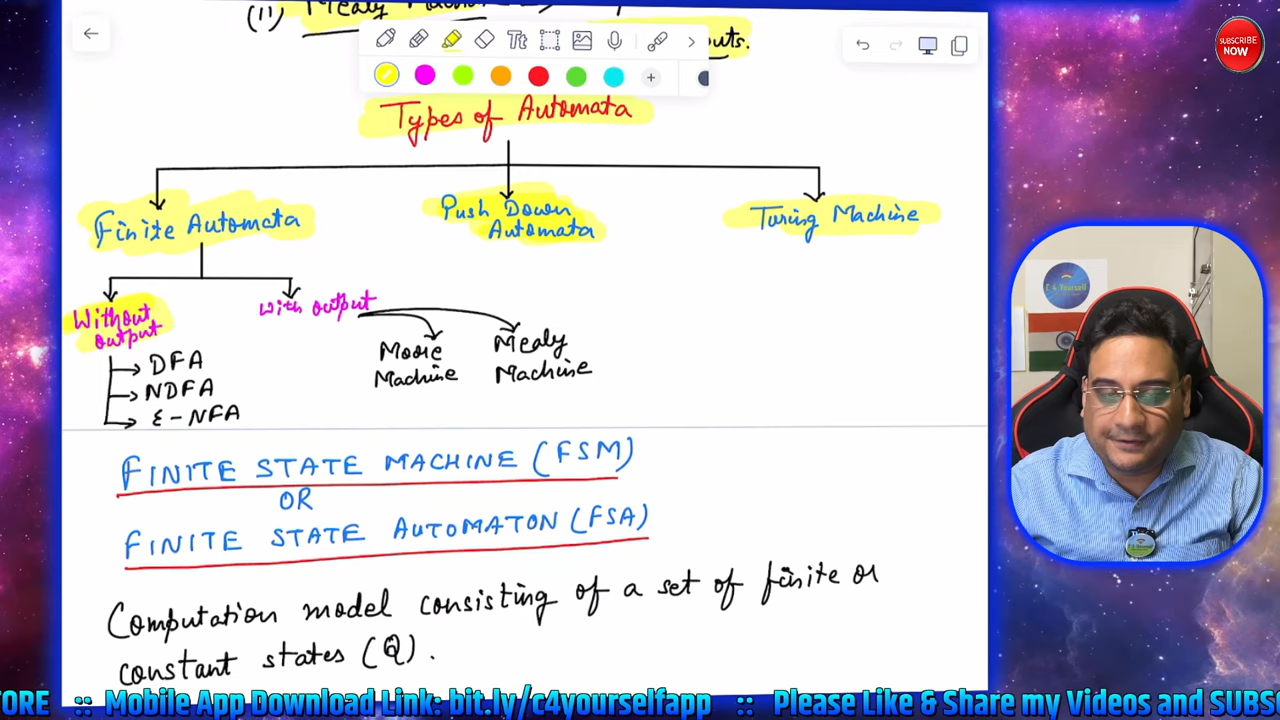 (ii) Mealy
outs.
SUBSCRIBE
NOW
Types of Automata
Finite Automata
Push Down
Automata
Turing Machine
Without
output
With output
DFA
NDFA
ε-NFA
Moore
Machine
Mealy
Machine
FINITE STATE MACHINE (FSM)
OR
FINITE STATE AUTOMATON (FSA)
Computation model consisting of a set of finite or
constant states (Q).
ORE :: Mobile App Download Link: bit.ly/c4yourselfapp :: Please Like & Share my Videos and SUBS